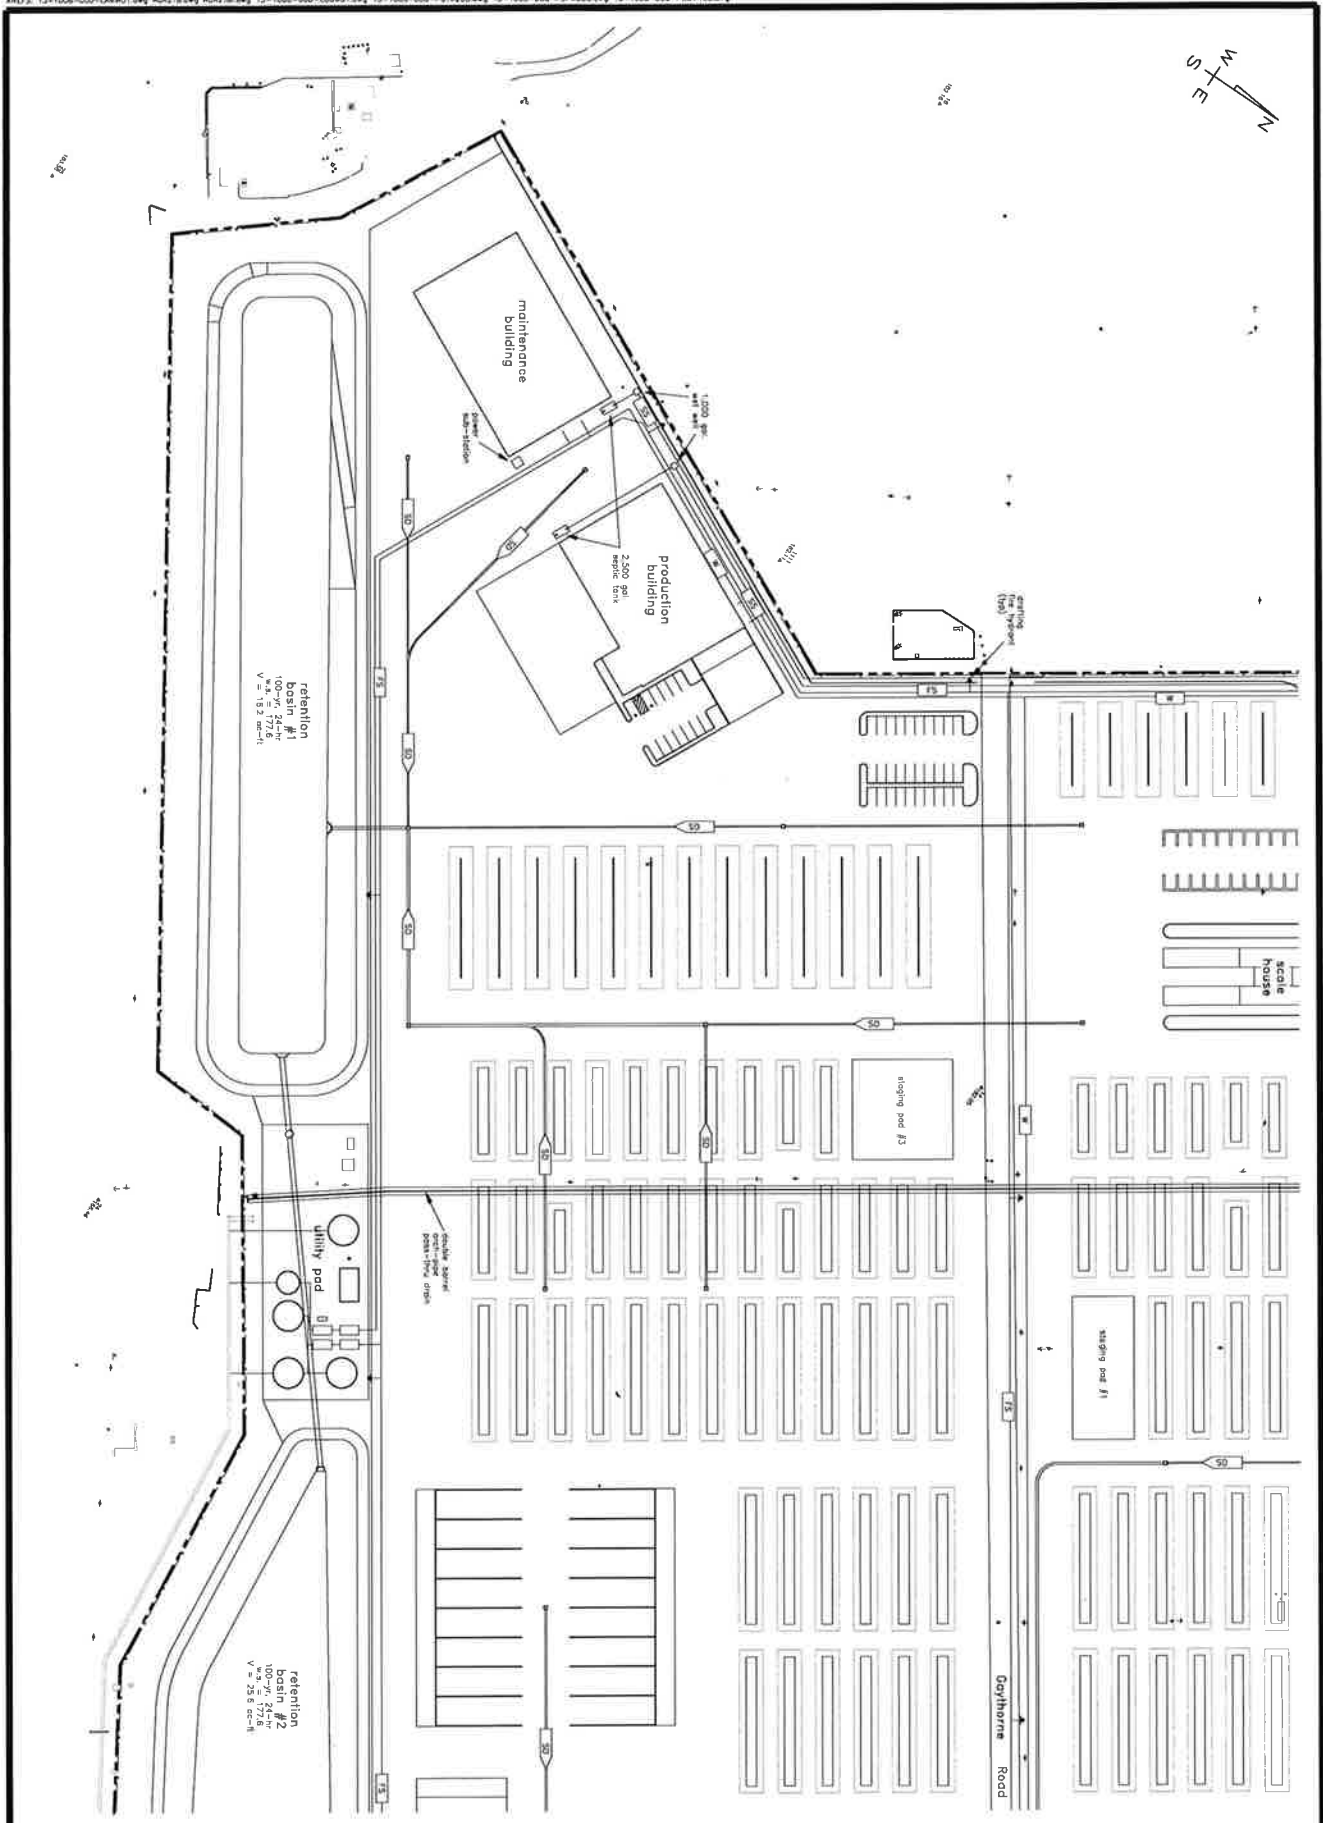 N
W
E
S
maintenance
building
1,000 gal.
wet well
SS
power
sub-station
SD
SD
production
building
2,500 gal
septic tank
W
SS
drafting
fire hydrant
(typ)
FS
FS
W
retention
basin #1
100-yr, 24-hr
w.s. = 177.6
V = 15.2 ac-ft
SD
SD
SD
scale
house
SD
staging pad #3
W
SD
SD
double barrel
arch-pipe
pass-thru drain
utility pad
staging pad #1
FS
SD
Gaythorne Road
retention
basin #2
100-yr, 24-hr
w.s. = 177.6
V = 25.6 ac-ft
SD
FS